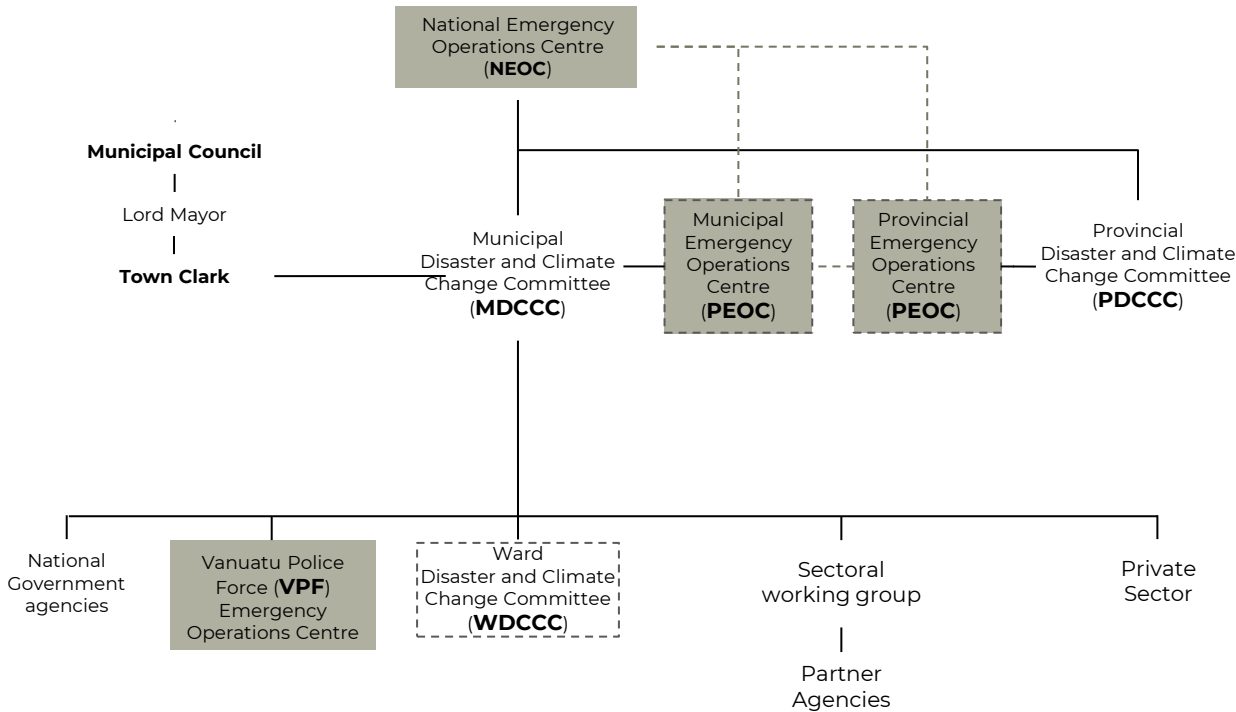 National Emergency
Operations Centre
(NEOC)
Municipal Council
Lord Mayor
Town Clark
Municipal
Disaster and Climate
Change Committee
(MDCCC)
Municipal
Emergency
Operations
Centre
(PEOC)
Provincial
Emergency
Operations
Centre
(PEOC)
Provincial
Disaster and Climate
Change Committee
(PDCCC)
National
Government
agencies
Vanuatu Police
Force (VPF)
Emergency
Operations Centre
Ward
Disaster and Climate
Change Committee
(WDCCC)
Sectoral
working group
Partner
Agencies
Private
Sector